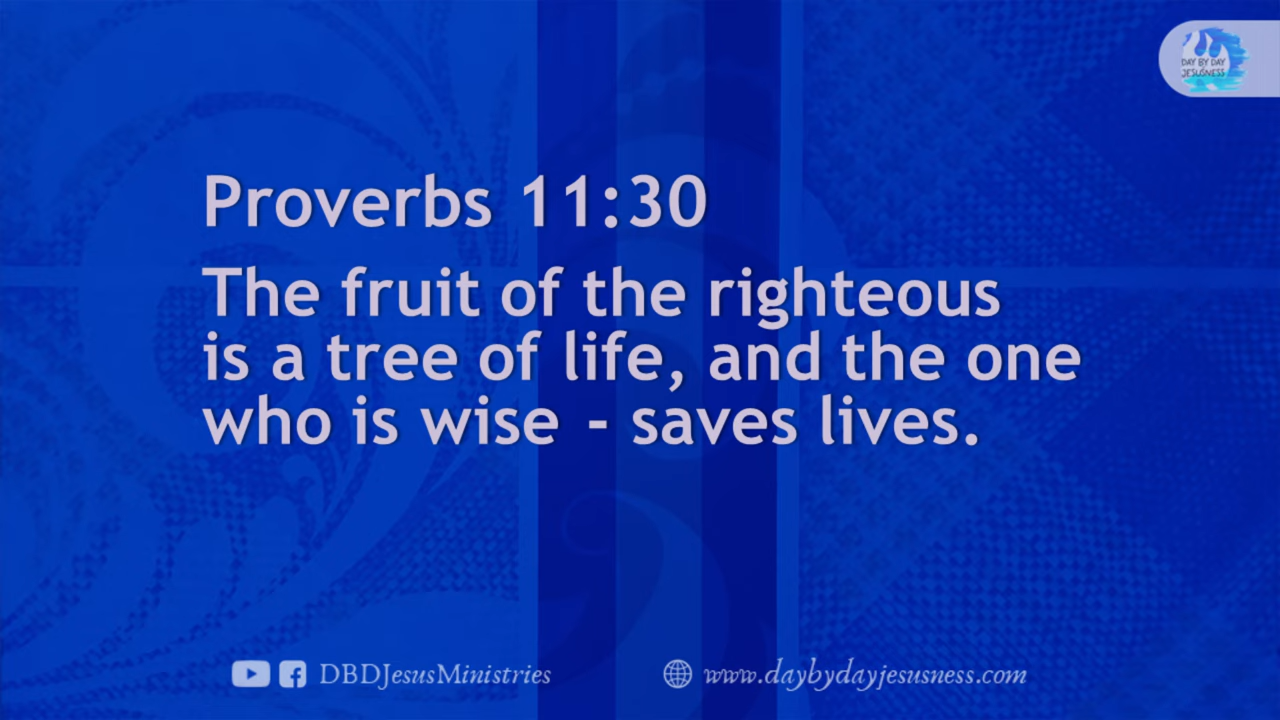 DAY BY DAY
JESUSNESS
Proverbs 11:30
The fruit of the righteous
is a tree of life, and the one
who is wise - saves lives.
DBDJesusMinistries
www.daybydayjesusness.com